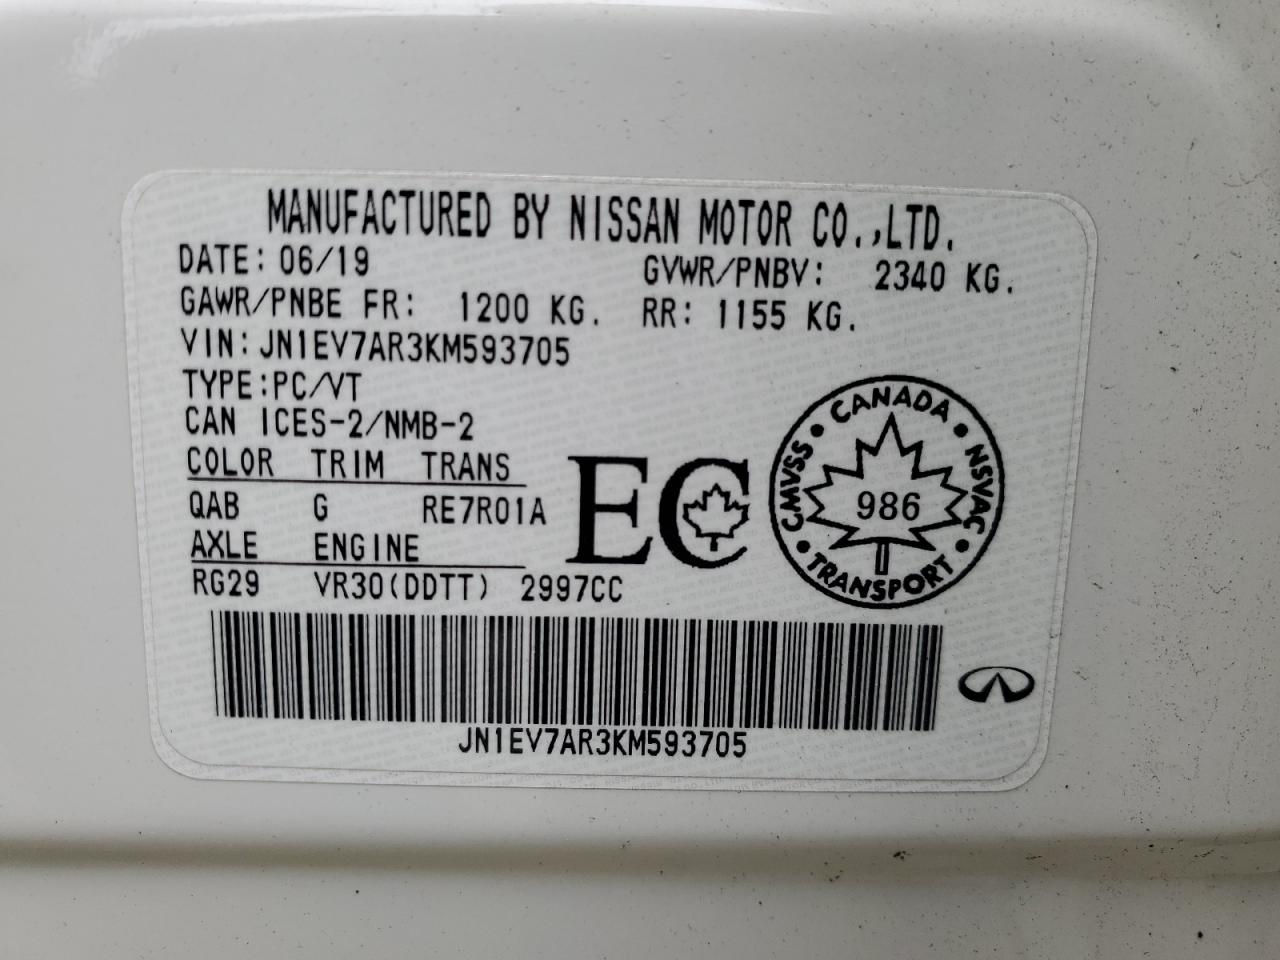 MANUFACTURED BY NISSAN MOTOR CO.,LTD.
DATE: 06/19 GVWR/PNBV: 2340 KG.
GAWR/PNBE FR: 1200 KG. RR: 1155 KG.
VIN: JN1EV7AR3KM593705
TYPE:PC/VT
CAN ICES-2/NMB-2
COLOR TRIM TRANS
QAB G RE7R01A
AXLE ENGINE
RG29 VR30(DDTT) 2997CC
EC
CANADA
CMVSS
NSVAC
986
TRANSPORT
JN1EV7AR3KM593705